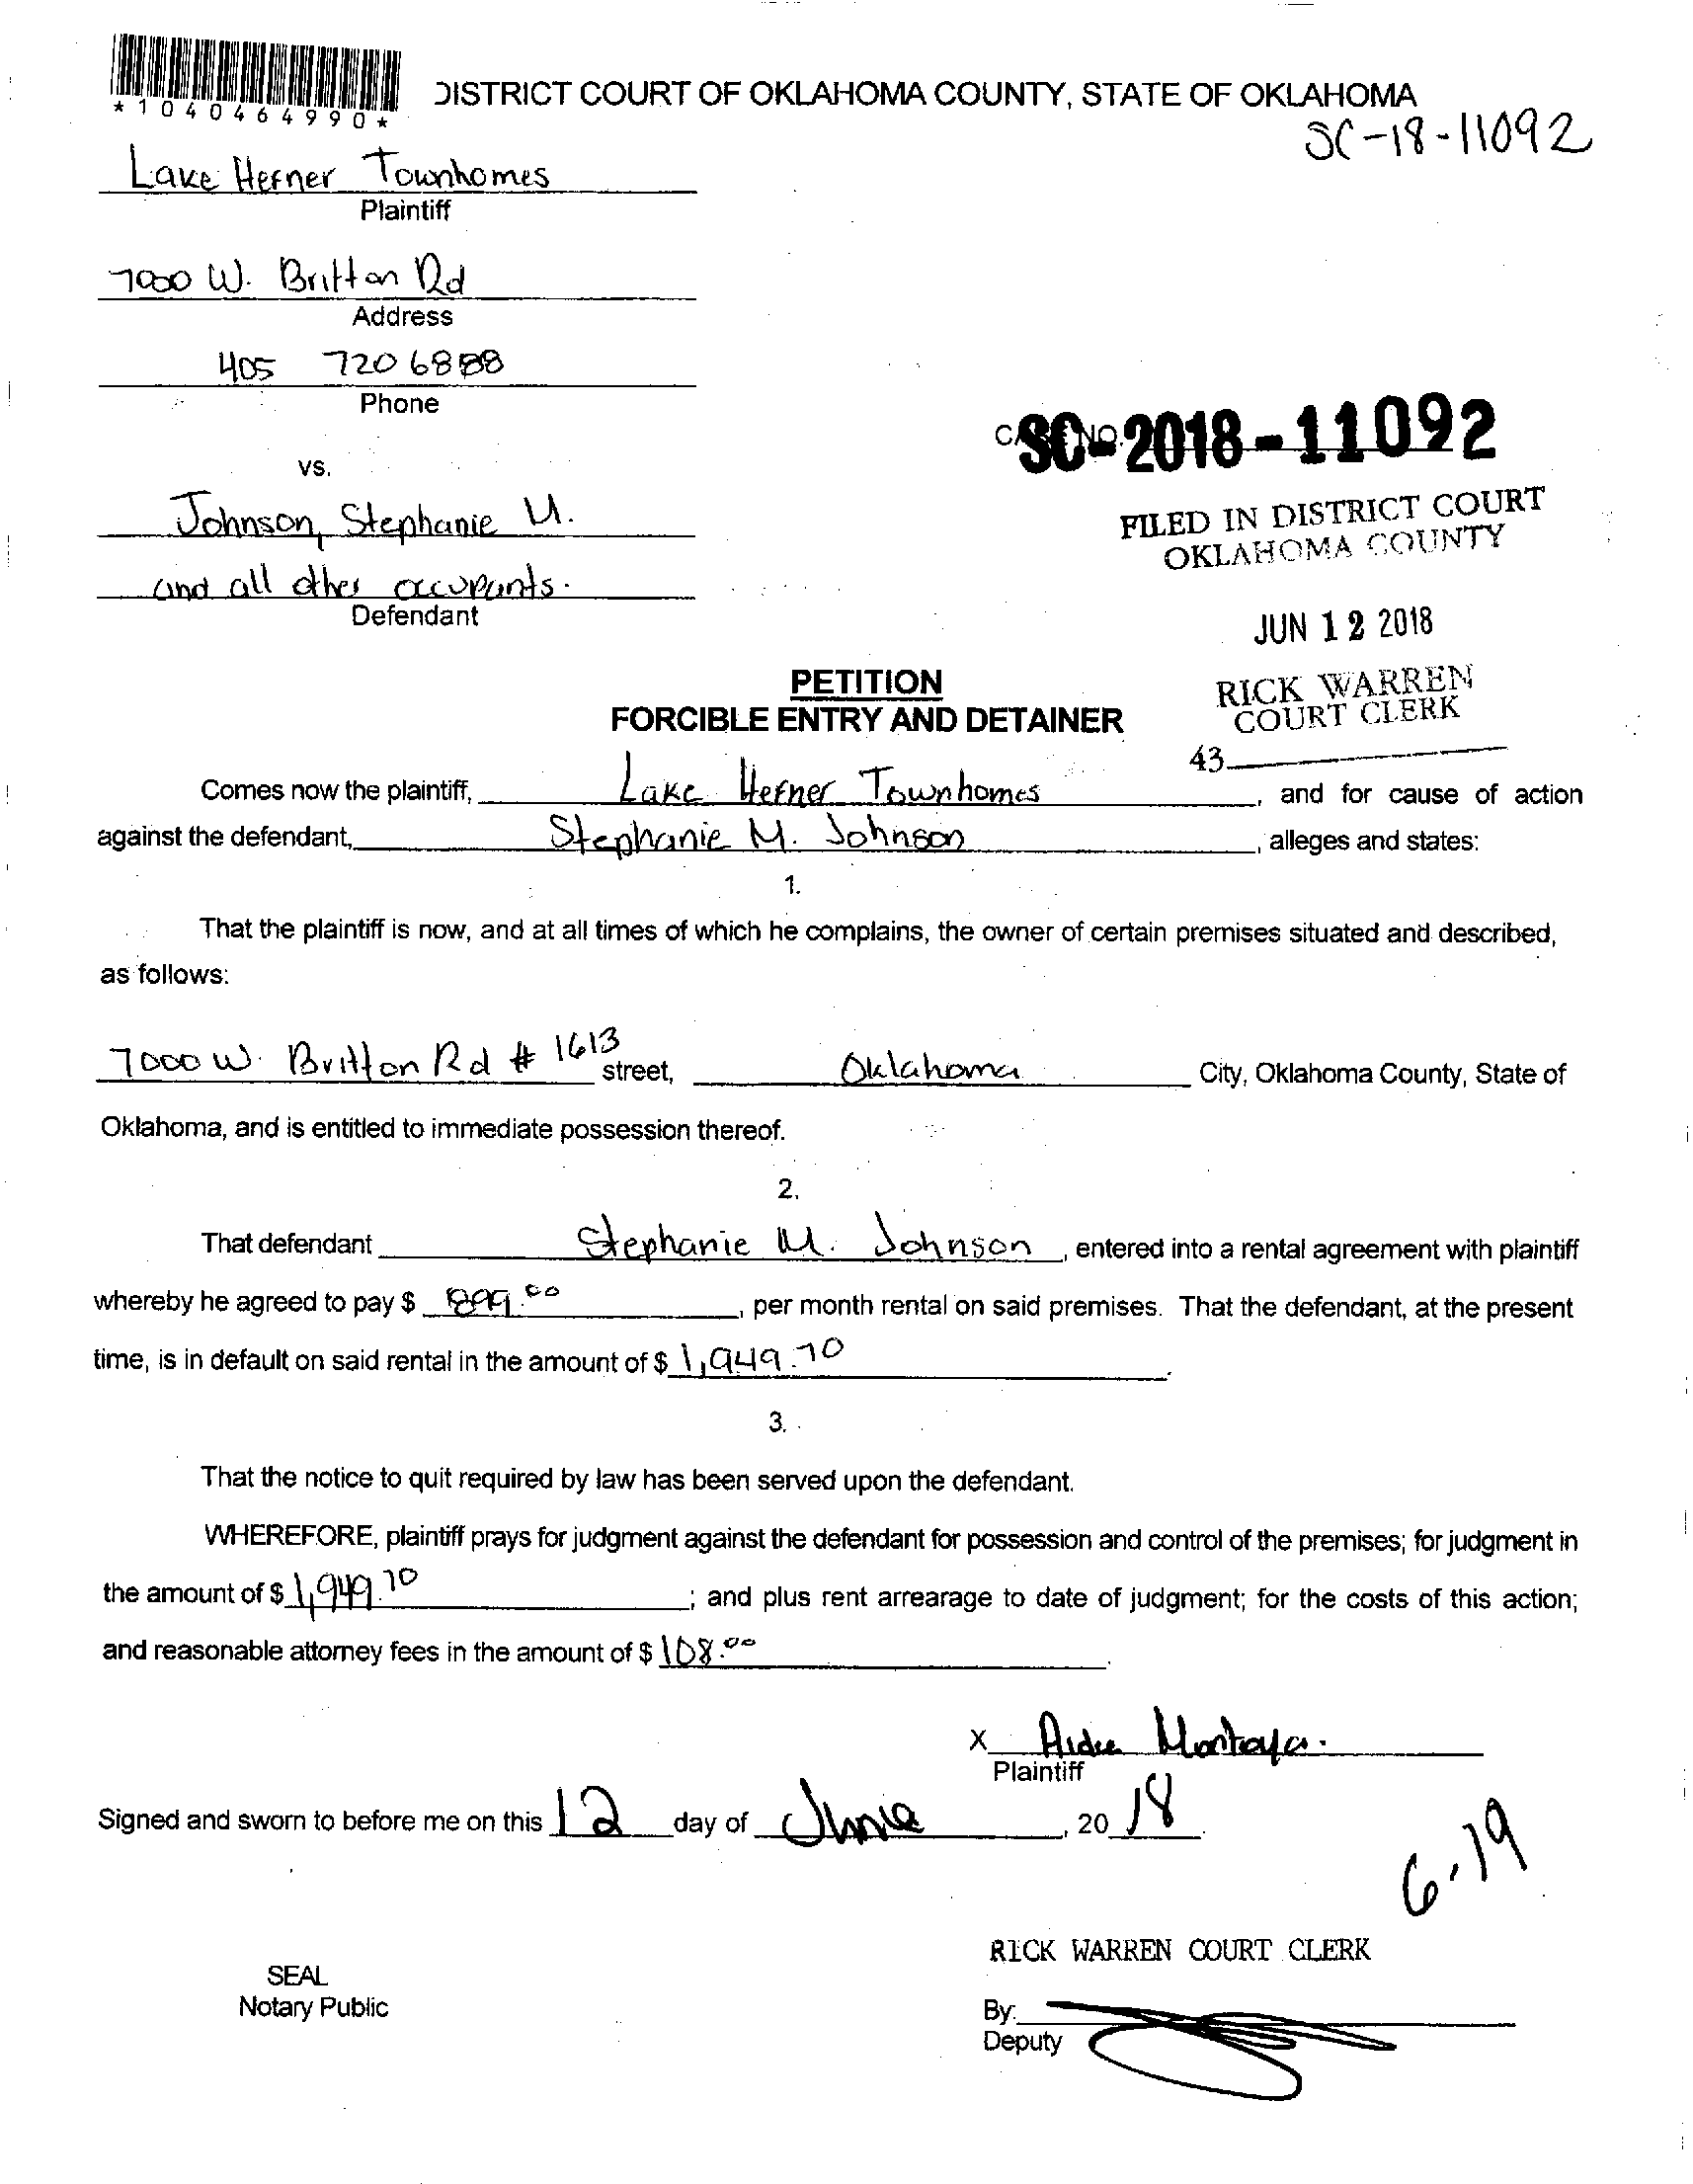 *1040464990*
DISTRICT COURT OF OKLAHOMA COUNTY, STATE OF OKLAHOMA
SC-18-11092
Lake Hefner Townhomes
Plaintiff
7000 W. Britton Rd
Address
405 720 6888
Phone
CASE NO. SC-2018-11092
vs.
Johnson, Stephanie M.
and all other occupants.
Defendant
FILED IN DISTRICT COURT
OKLAHOMA COUNTY
JUN 12 2018
RICK WARREN
COURT CLERK
43
PETITION
FORCIBLE ENTRY AND DETAINER
Comes now the plaintiff, Lake Hefner Townhomes, and for cause of action
against the defendant, Stephanie M. Johnson, alleges and states:
1.
That the plaintiff is now, and at all times of which he complains, the owner of certain premises situated and described,
as follows:
7000 W. Britton Rd # 1613 street, Oklahoma City, Oklahoma County, State of
Oklahoma, and is entitled to immediate possession thereof.
2.
That defendant Stephanie M. Johnson, entered into a rental agreement with plaintiff
whereby he agreed to pay $ 899.00, per month rental on said premises. That the defendant, at the present
time, is in default on said rental in the amount of $ 1,949.70.
3.
That the notice to quit required by law has been served upon the defendant.
WHEREFORE, plaintiff prays for judgment against the defendant for possession and control of the premises; for judgment in
the amount of $ 1,949.70; and plus rent arrearage to date of judgment; for the costs of this action;
and reasonable attorney fees in the amount of $ 108.00.
X Aidee Montoya.
Plaintiff
Signed and sworn to before me on this 12 day of June, 20 18.
6-19
RICK WARREN COURT CLERK
SEAL
Notary Public
By:
Deputy